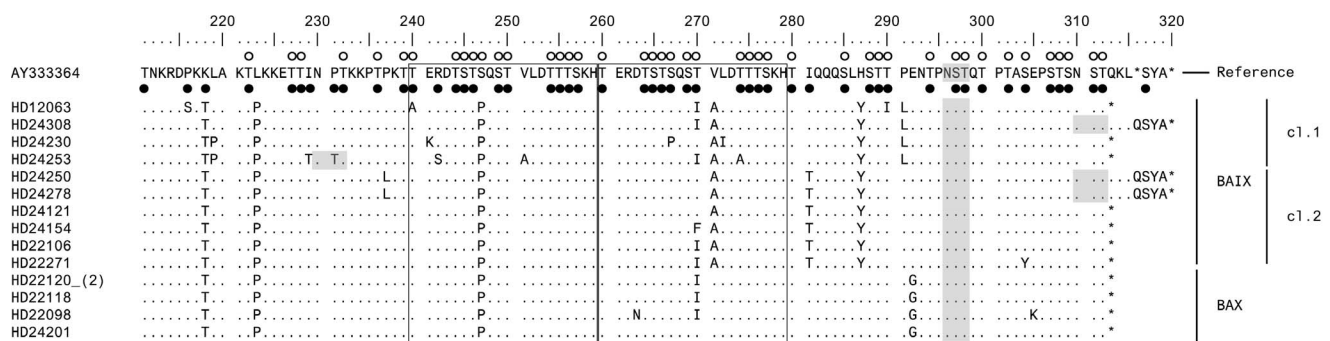 220 230 240 250 260 270 280 290 300 310 320
AY333364 TNKRDPKKLA KTLKKETTIN PTKKPTPKTT ERDTSTSQST VLDTTTSKHT ERDTSTSQST VLDTTTSKHT IQQQSLHSTT PENTPNSTQT PTASEPSTSN STQKL*SYA* Reference
HD12063 .....S.T.. ..P....... .........A ......P... .......... .........I A......... ......Y..I L......... .......... ..*
HD24308 .......T.. ..P....... .......... ......P... .......... .........I A......... ......Y... L......... .......... .....QSYA*
cl.1
HD24230 .......TP. ..P....... .......... K.....P... .......... ......P... AI........ ......Y... L......... .......... ..*
HD24253 .......TP. ..P.....T. T......... .S....P... A......... .........I A..A...... ......Y... L......... .......... ..*
HD24250 .......T.. ..P....... ......L... ......P... .......... .......... A......... T.....Y... .......... .......... .....QSYA*
BAIX
HD24278 .......T.. ..P....... ......L... ......P... .......... .......... A......... T.....Y... .......... .......... .....QSYA*
HD24121 .......T.. ..P....... .......... ......P... .......... .......... A......... T.....Y... .......... .......... ..*
cl.2
HD24154 .......T.. ..P....... .......... ......P... .......... .........F A......... T.....Y... .......... .......... ..*
HD22106 .......T.. ..P....... .......... ......P... .......... .........I A......... T.....Y... .......... .......... ..*
HD22271 .......T.. ..P....... .......... ......P... .......... .........I A......... T.....Y... .......... ...Y...... ..*
HD22120_(2) .......T.. ..P....... .......... ......P... .......... .........I .......... .......... .G........ .......... ..*
HD22118 .......T.. ..P....... .......... ......P... .......... .........I .......... .......... .G........ .......... ..*
BAX
HD22098 .......T.. ..P....... .......... ......P... .......... ..N......I .......... .......... .G........ ....K..... ..*
HD24201 .......T.. ..P....... .......... ......P... .......... .......... .......... .......... .G........ .......... ..*